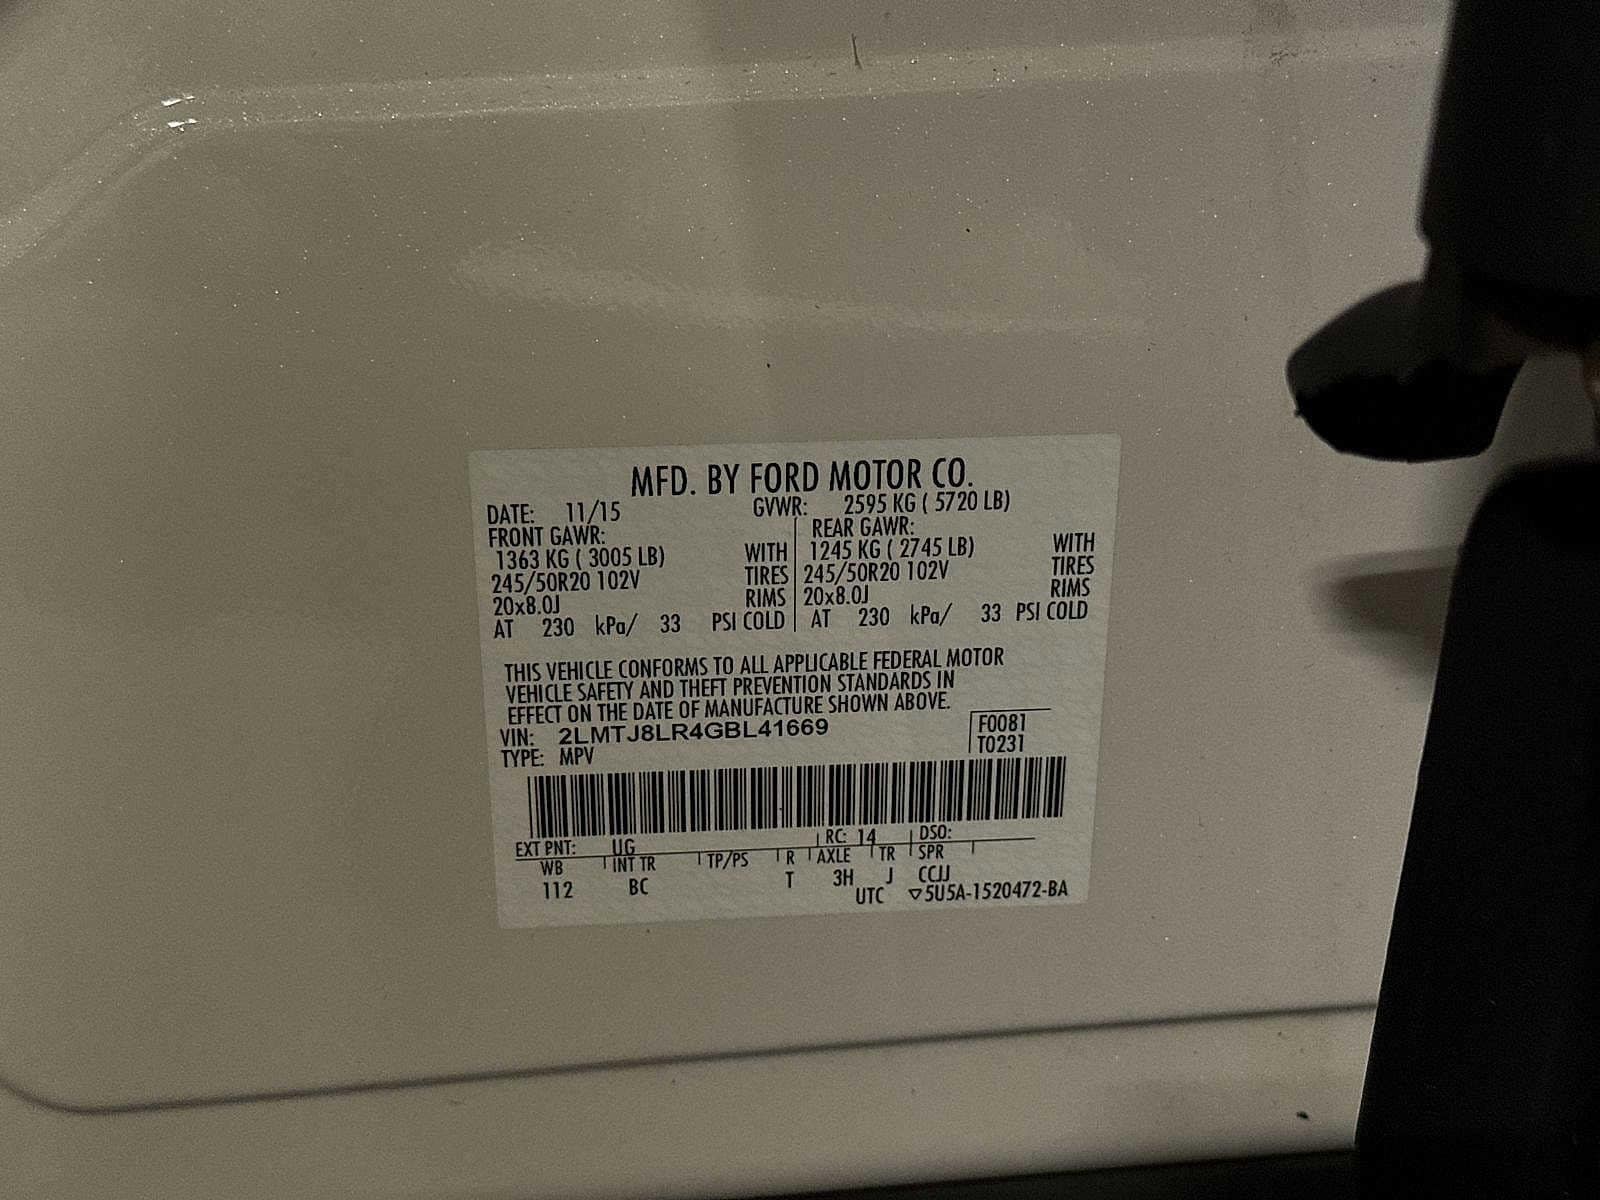 MFD. BY FORD MOTOR CO.
DATE: 11/15 GVWR: 2595 KG ( 5720 LB)
FRONT GAWR: REAR GAWR:
1363 KG ( 3005 LB) WITH 1245 KG ( 2745 LB) WITH
245/50R20 102V TIRES 245/50R20 102V TIRES
20x8.0J RIMS 20x8.0J RIMS
AT 230 kPa/ 33 PSI COLD AT 230 kPa/ 33 PSI COLD
THIS VEHICLE CONFORMS TO ALL APPLICABLE FEDERAL MOTOR
VEHICLE SAFETY AND THEFT PREVENTION STANDARDS IN
EFFECT ON THE DATE OF MANUFACTURE SHOWN ABOVE.
VIN: 2LMTJ8LR4GBL41669 F0081
TYPE: MPV T0231
EXT PNT: UG RC: 14 DSO:
WB INT TR TP/PS R AXLE TR SPR
112 BC T 3H J CCJJ
UTC ▽5U5A-1520472-BA